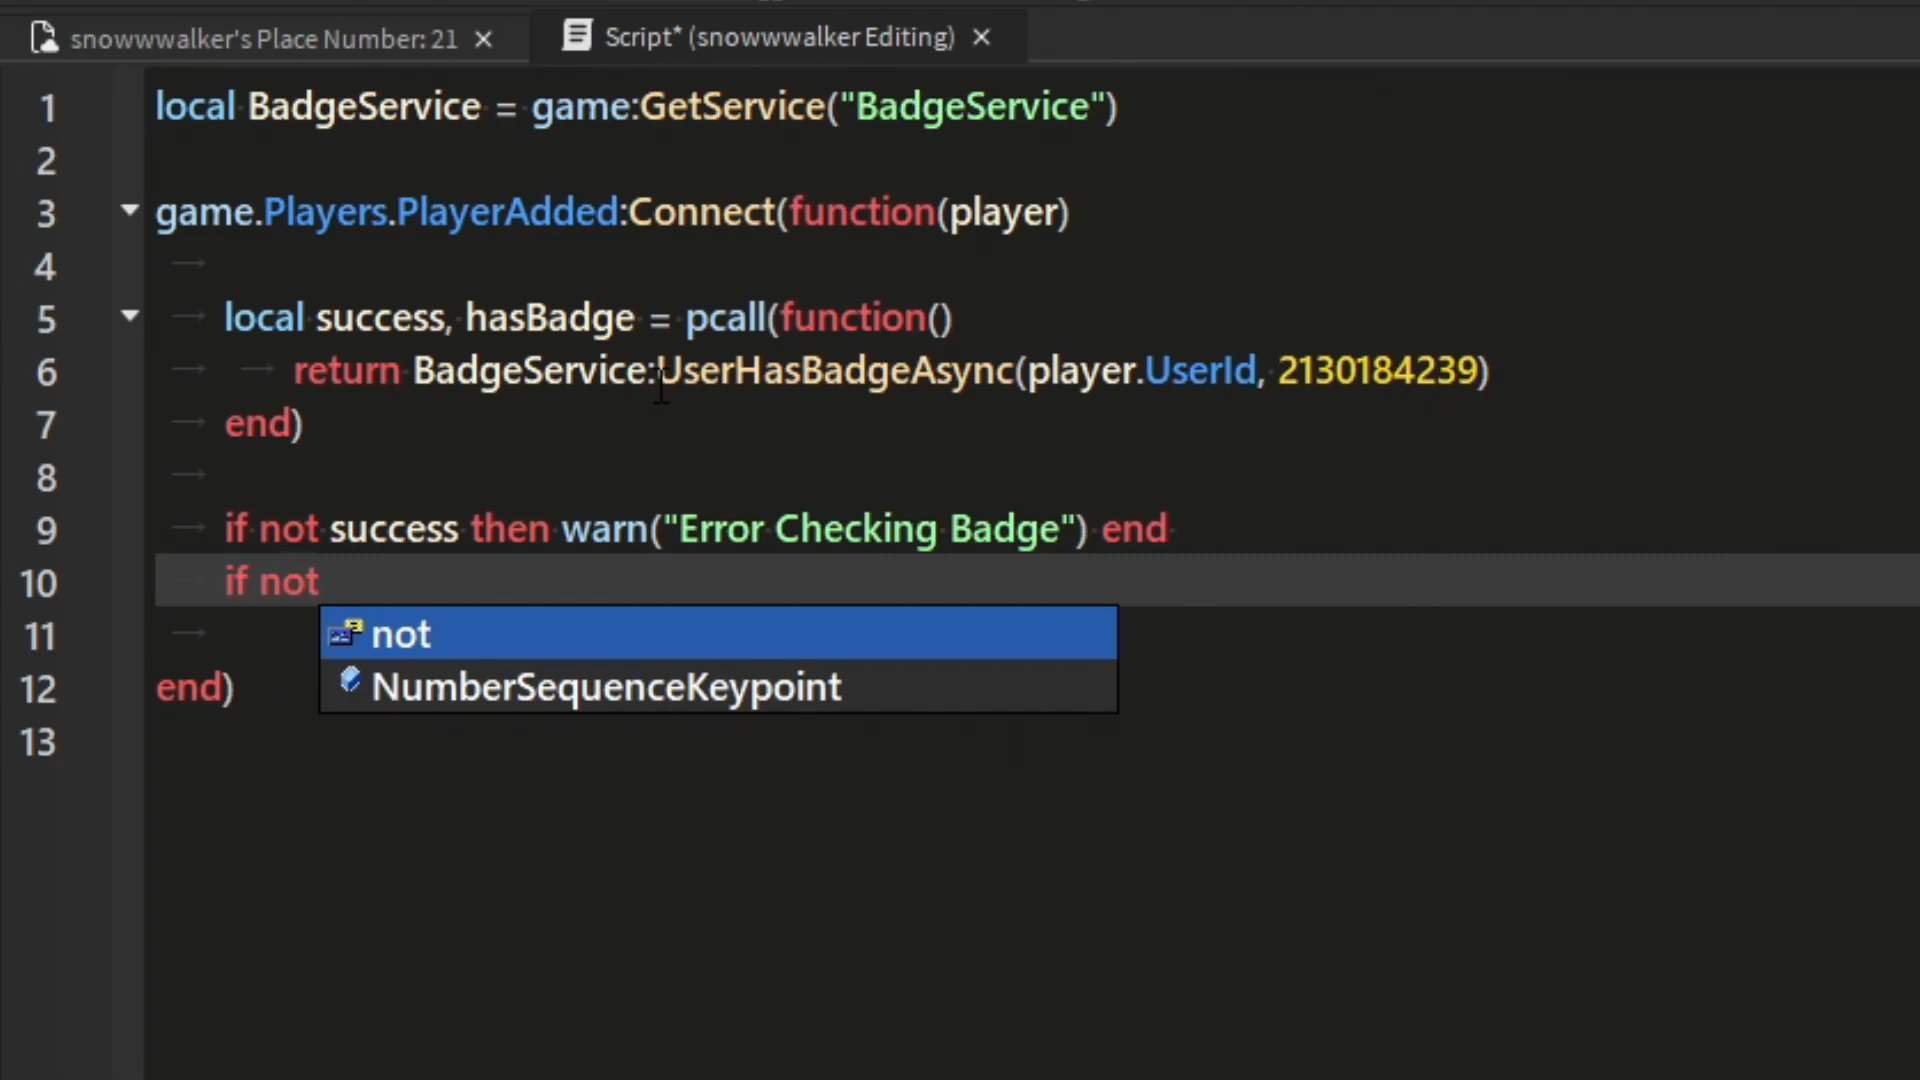 snowwwalker's Place Number: 21 Script* (snowwwalker Editing)
1 local BadgeService = game:GetService("BadgeService")
2
3 game.Players.PlayerAdded:Connect(function(player)
4
5 local success, hasBadge = pcall(function()
6 return BadgeService:UserHasBadgeAsync(player.UserId, 2130184239)
7 end)
8
9 if not success then warn("Error Checking Badge") end
10 if not
11 not
12 end) NumberSequenceKeypoint
13